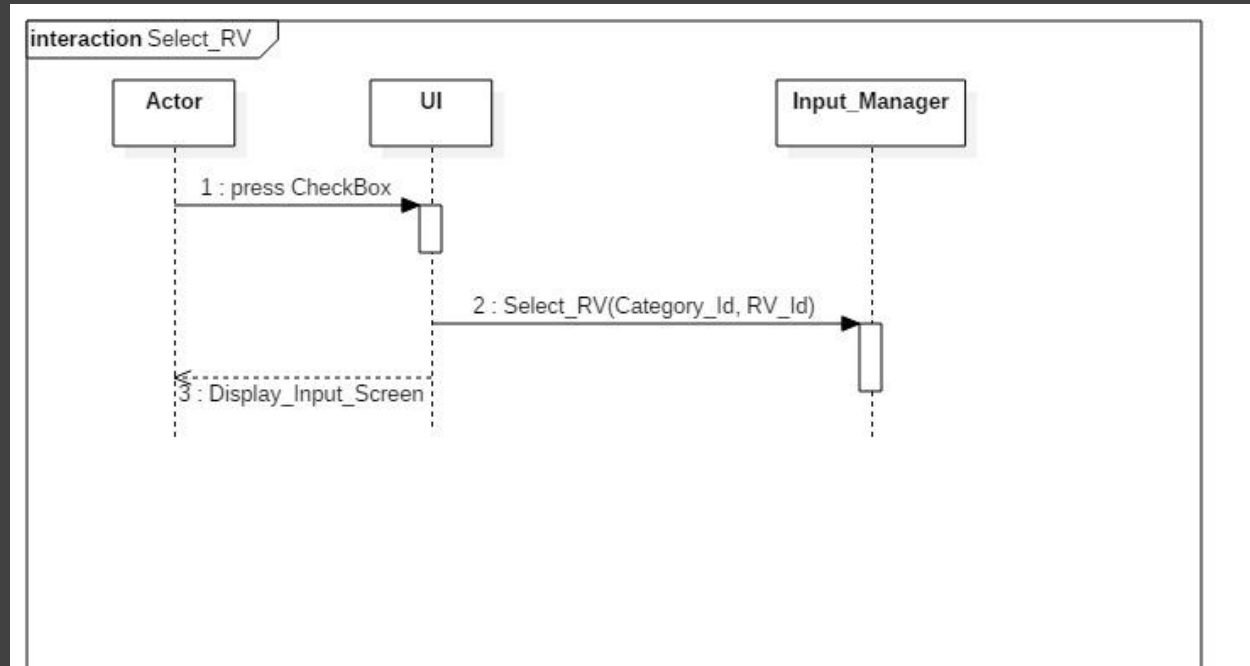 interaction Select_RV
Actor
UI
Input_Manager
1 : press CheckBox
2 : Select_RV(Category_Id, RV_Id)
3 : Display_Input_Screen